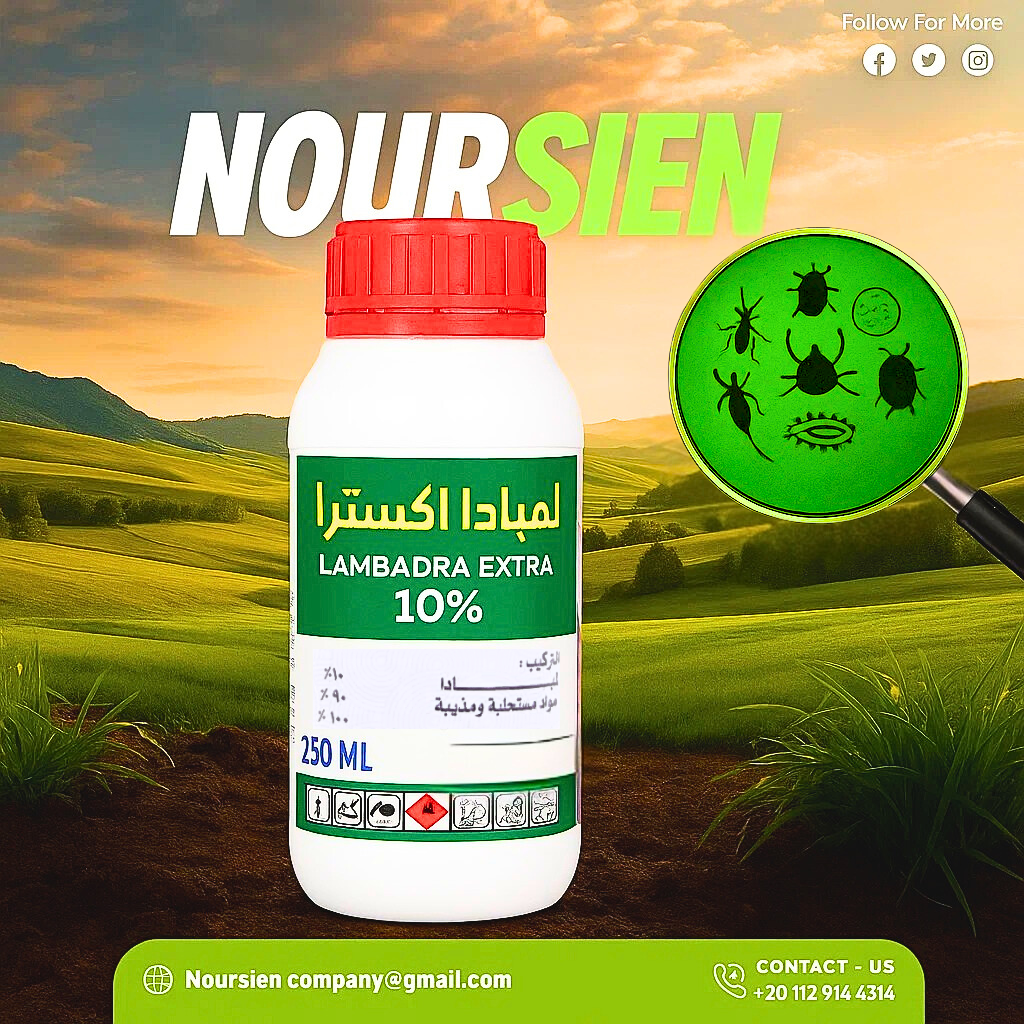 Follow For More
NOURSIEN
لمبادا اكسترا
LAMBADRA EXTRA
10%
التركيب :
لمبـــــــادا ١٠٪
مواد مستحلبة ومذيبة ٩٠ ٪
١٠٠ ٪
250 ML
Noursien company@gmail.com
CONTACT - US
+20 112 914 4314